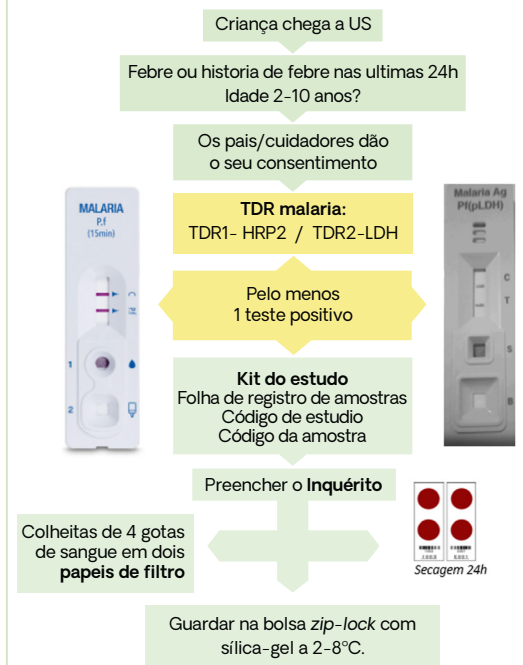 Criança chega a US
Febre ou historia de febre nas ultimas 24h
Idade 2-10 anos?
Os pais/cuidadores dão
o seu consentimento
TDR malaria:
TDR1- HRP2 / TDR2-LDH
MALARIA
P.f
(15min)
C
Pf
1
2
Malaria Ag
Pf(pLDH)
C
T
S
B
Pelo menos
1 teste positivo
Kit do estudo
Folha de registro de amostras
Código de estudio
Código da amostra
Preencher o Inquérito
Colheitas de 4 gotas
de sangue em dois
papeis de filtro
Secagem 24h
Guardar na bolsa zip-lock com
sílica-gel a 2-8°C.